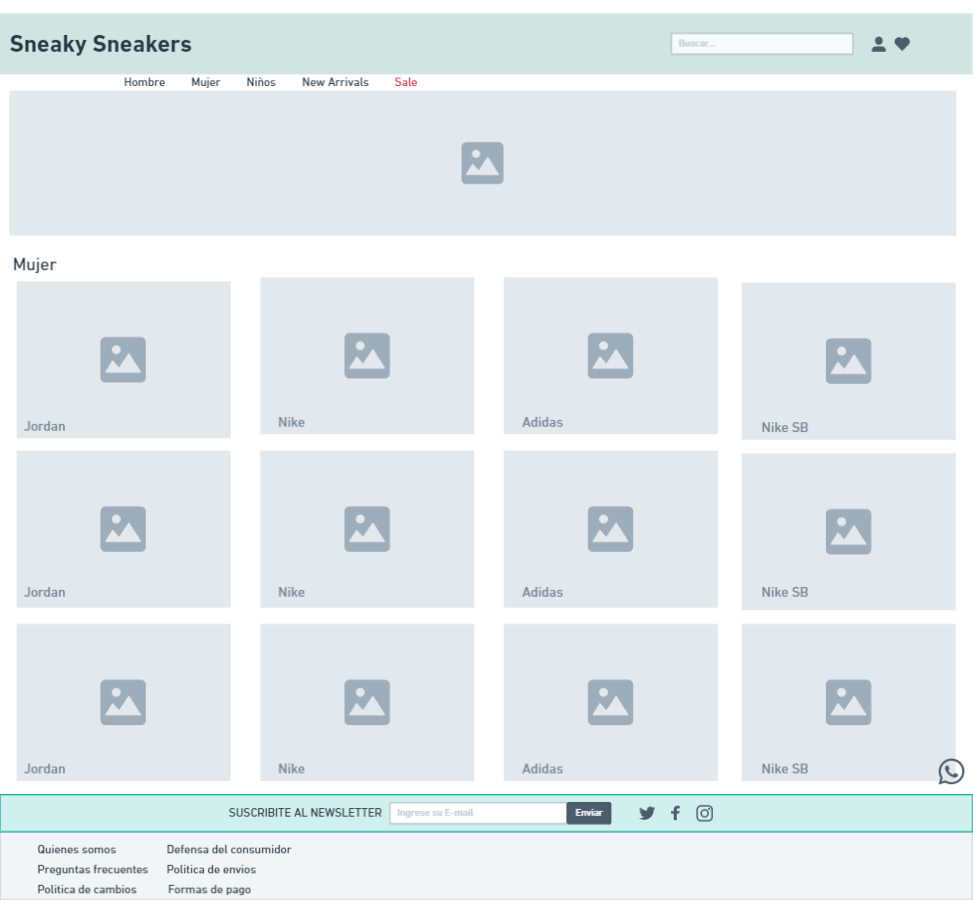 Sneaky Sneakers
Buscar...
Hombre Mujer Niños New Arrivals Sale
Mujer
Jordan Nike Adidas Nike SB
Jordan Nike Adidas Nike SB
Jordan Nike Adidas Nike SB
SUSCRIBITE AL NEWSLETTER Ingrese su E-mail Enviar
Quienes somos Defensa del consumidor
Preguntas frecuentes Politica de envios
Politica de cambios Formas de pago